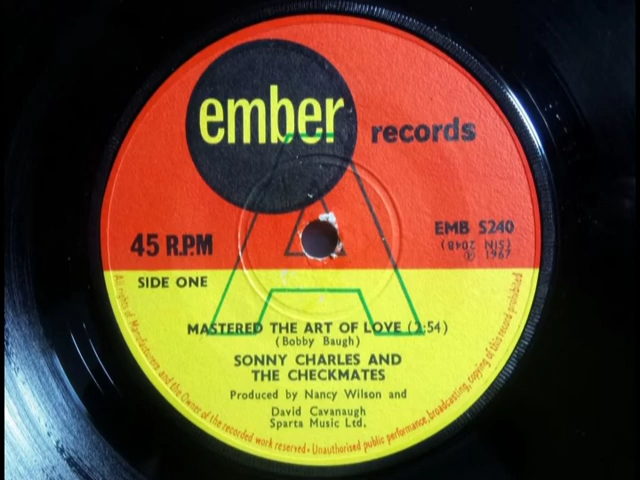 ember records
A
45 R.P.M
EMB S240
(SIN 2048)
℗ 1967
SIDE ONE
MASTERED THE ART OF LOVE (2:54)
(Bobby Baugh)
SONNY CHARLES AND
THE CHECKMATES
Produced by Nancy Wilson and
David Cavanaugh
Sparta Music Ltd.
All rights of Manufacturers and the Owner of the recorded work reserved • Unauthorised public performance, broadcasting, copying of this record prohibited